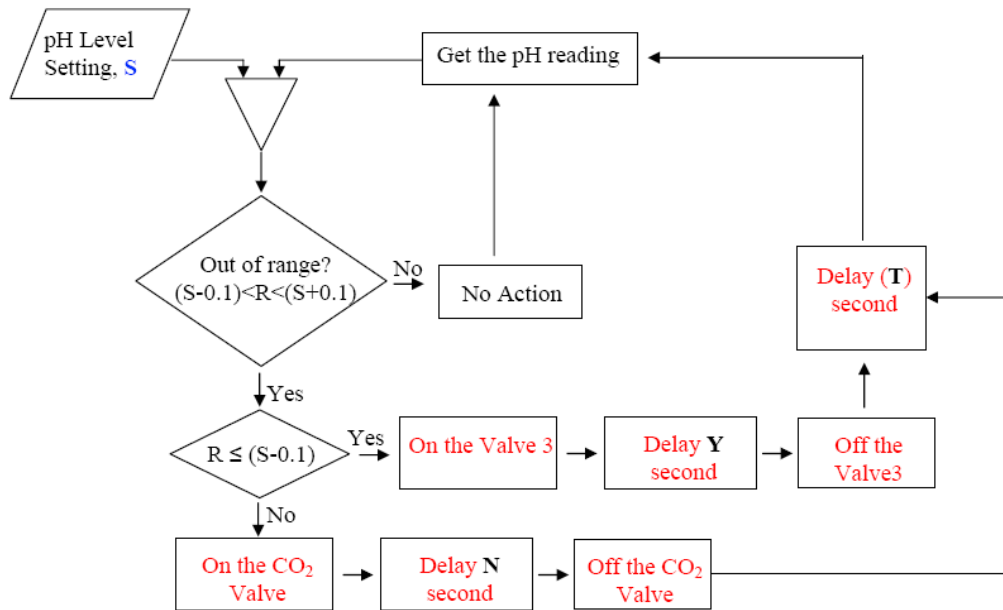 pH Level
Setting, S
Get the pH reading
Out of range?
(S-0.1)<R<(S+0.1)
No
No Action
Delay (T)
second
Yes
R ≤ (S-0.1)
Yes
On the Valve 3
Delay Y
second
Off the
Valve3
No
On the CO₂
Valve
Delay N
second
Off the CO₂
Valve